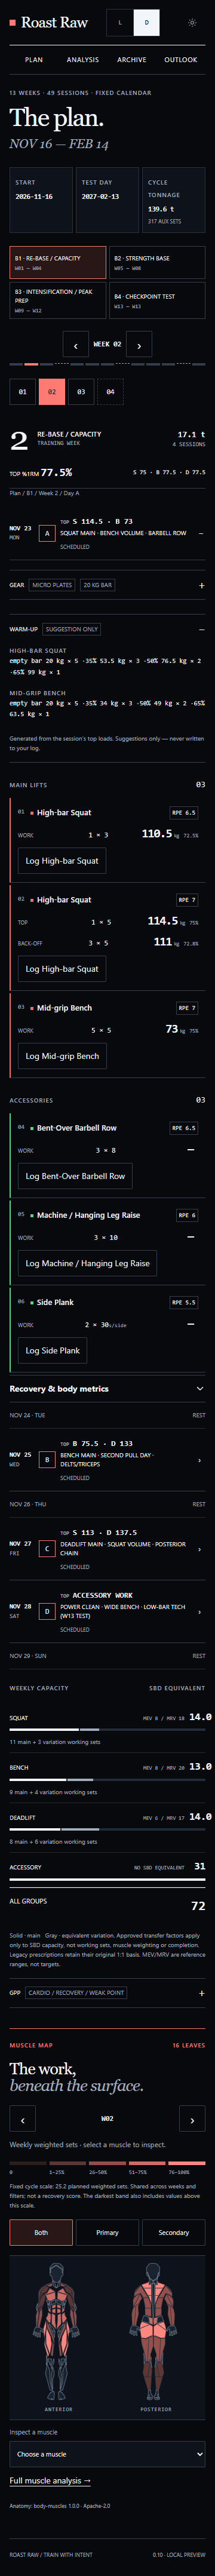 Roast Raw
L
D
PLAN
ANALYSIS
ARCHIVE
OUTLOOK
13 WEEKS · 49 SESSIONS · FIXED CALENDAR
The plan.
NOV 16 — FEB 14
START
2026-11-16
TEST DAY
2027-02-13
CYCLE TONNAGE
139.6 t
317 AUX SETS
B1 · RE-BASE / CAPACITY
W01 — W04
B2 · STRENGTH BASE
W05 — W08
B3 · INTENSIFICATION / PEAK PREP
W09 — W12
B4 · CHECKPOINT TEST
W13 — W13
‹
WEEK 02
›
01
02
03
04
2
RE-BASE / CAPACITY
TRAINING WEEK
17.1 t
4 SESSIONS
TOP %1RM 77.5%
S 75 · B 77.5 · D 77.5
Plan / B1 / Week 2 / Day A
NOV 23
MON
A
TOP S 114.5 · B 73
SQUAT MAIN · BENCH VOLUME · BARBELL ROW
SCHEDULED
–
GEAR
MICRO PLATES
20 KG BAR
+
WARM-UP
SUGGESTION ONLY
–
HIGH-BAR SQUAT
empty bar 20 kg × 5 ·35% 53.5 kg × 3 ·50% 76.5 kg × 2
·65% 99 kg × 1
MID-GRIP BENCH
empty bar 20 kg × 5 ·35% 34 kg × 3 ·50% 49 kg × 2 ·65%
63.5 kg × 1
Generated from the session's top loads. Suggestions only — never written
to your log.
MAIN LIFTS
03
01
High-bar Squat
RPE 6.5
WORK
1 × 3
110.5 kg 72.5%
Log High-bar Squat
02
High-bar Squat
RPE 7
TOP
1 × 5
114.5 kg 75%
BACK-OFF
3 × 5
111 kg 72.8%
Log High-bar Squat
03
Mid-grip Bench
RPE 7
WORK
5 × 5
73 kg 75%
Log Mid-grip Bench
ACCESSORIES
03
04
Bent-Over Barbell Row
RPE 6.5
WORK
3 × 8
—
Log Bent-Over Barbell Row
05
Machine / Hanging Leg Raise
RPE 6
WORK
3 × 10
—
Log Machine / Hanging Leg Raise
06
Side Plank
RPE 5.5
WORK
2 × 30s/side
—
Log Side Plank
Recovery & body metrics
NOV 24 · TUE
REST
NOV 25
WED
B
TOP B 75.5 · D 133
BENCH MAIN · SECOND PULL DAY ·
DELTS/TRICEPS
SCHEDULED
›
NOV 26 · THU
REST
NOV 27
FRI
C
TOP S 113 · D 137.5
DEADLIFT MAIN · SQUAT VOLUME · POSTERIOR
CHAIN
SCHEDULED
›
NOV 28
SAT
D
TOP ACCESSORY WORK
POWER CLEAN · WIDE BENCH · LOW-BAR TECH
(W13 TEST)
SCHEDULED
›
NOV 29 · SUN
REST
WEEKLY CAPACITY
SBD EQUIVALENT
SQUAT
MEV 8 / MRV 18 14.0
11 main + 3 variation working sets
BENCH
MEV 8 / MRV 20 13.0
9 main + 4 variation working sets
DEADLIFT
MEV 6 / MRV 17 14.0
8 main + 6 variation working sets
ACCESSORY
NO SBD EQUIVALENT 31
ALL GROUPS
72
Solid · main Gray · equivalent variation. Approved transfer factors apply
only to SBD capacity, not working sets, muscle weighting or completion.
Legacy prescriptions retain their original 1:1 basis. MEV/MRV are reference
ranges, not targets.
GPP
CARDIO / RECOVERY / WEAK POINT
+
MUSCLE MAP
16 LEAVES
The work,
beneath the surface.
‹
W02
›
Weekly weighted sets · select a muscle to inspect.
0
1–25%
26–50%
51–75%
76–100%
Fixed cycle scale: 25.2 planned weighted sets. Shared across weeks and
filters; not a recovery score. The darkest band also includes values above
this scale.
Both
Primary
Secondary
ANTERIOR
POSTERIOR
Inspect a muscle
Choose a muscle
Full muscle analysis →
Anatomy: body-muscles 1.0.0 · Apache-2.0
ROAST RAW / TRAIN WITH INTENT
0.10 · LOCAL PREVIEW